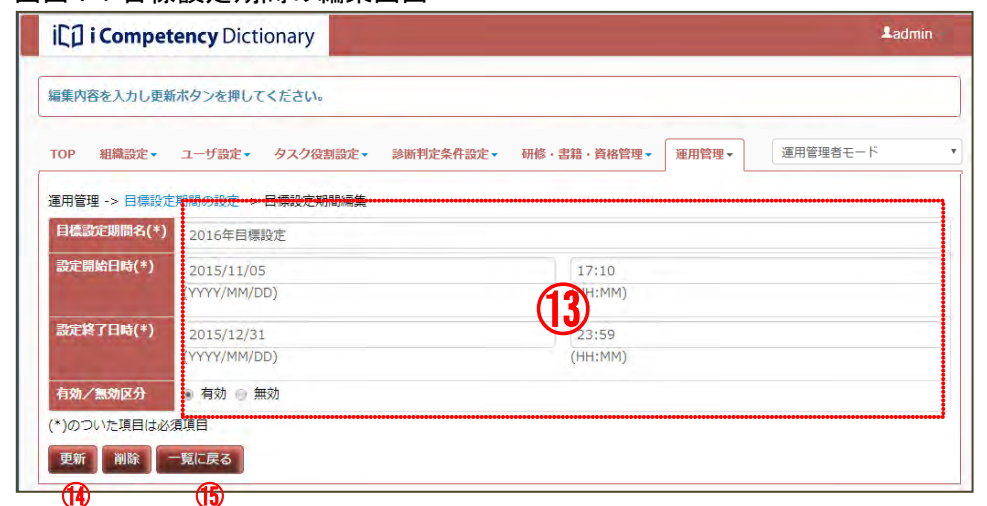 iCD i Competency Dictionary
admin
編集内容を入力し更新ボタンを押してください。
TOP 組織設定 ユーザ設定 タスク役割設定 診断判定条件設定 研修・書籍・資格管理 運用管理 運用管理者モード
運用管理 -> 目標設定期間の設定 -> 目標設定期間編集
目標設定期間名(*) 2016年目標設定
設定開始日時(*) 2015/11/05 17:10
(YYYY/MM/DD) (HH:MM)
⑬
設定終了日時(*) 2015/12/31 23:59
(YYYY/MM/DD) (HH:MM)
有効/無効区分 有効 無効
(*)のついた項目は必須項目
更新 削除 一覧に戻る
⑭ ⑮